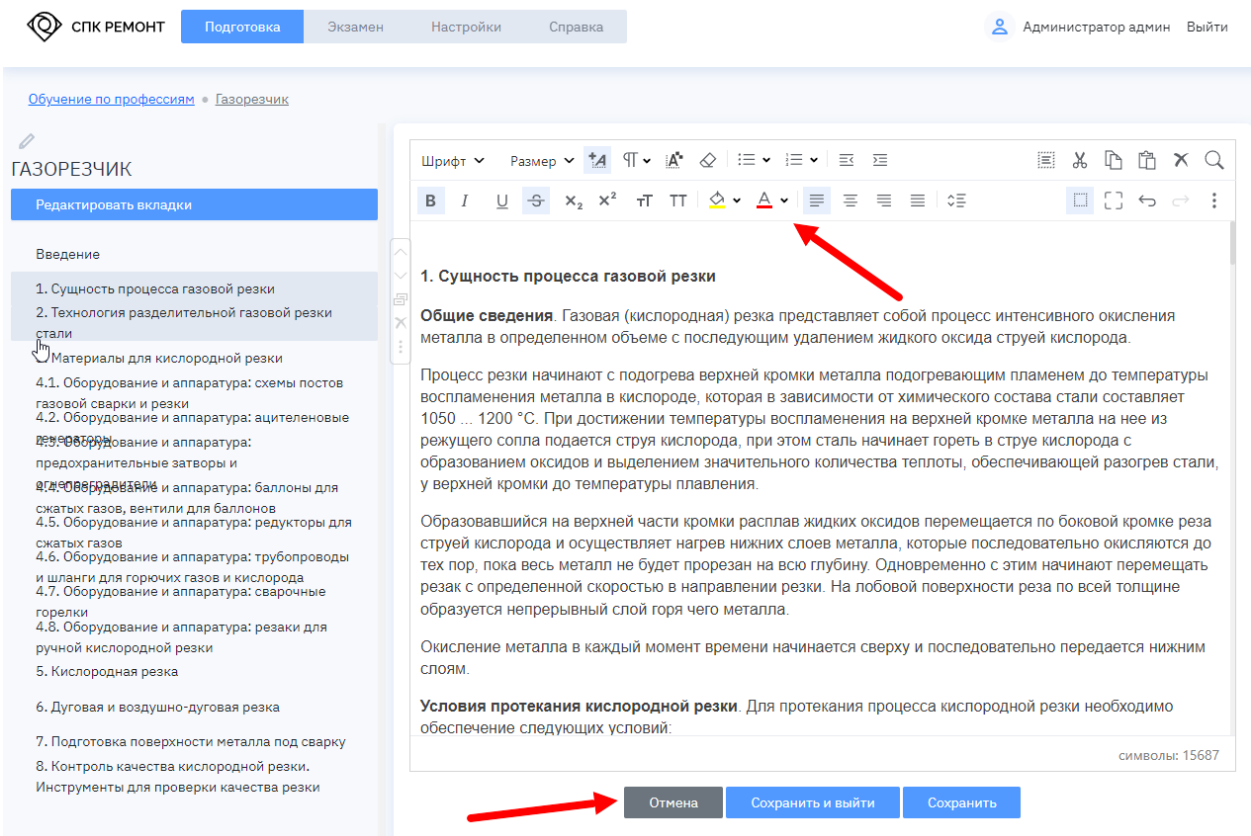 СПК РЕМОНТ
Подготовка
Экзамен
Настройки
Справка
Администратор админ
Выйти
Обучение по профессиям • Газорезчик
ГАЗОРЕЗЧИК
Редактировать вкладки
Введение
1. Сущность процесса газовой резки
2. Технология разделительной газовой резки
стали
Материалы для кислородной резки
4.1. Оборудование и аппаратура: схемы постов
газовой сварки и резки
4.2. Оборудование и аппаратура: ацителеновые
генераторы
4.3. Оборудование и аппаратура:
предохранительные затворы и
огнепреградители
4.4. Оборудование и аппаратура: баллоны для
сжатых газов, вентили для баллонов
4.5. Оборудование и аппаратура: редукторы для
сжатых газов
4.6. Оборудование и аппаратура: трубопроводы
и шланги для горючих газов и кислорода
4.7. Оборудование и аппаратура: сварочные
горелки
4.8. Оборудование и аппаратура: резаки для
ручной кислородной резки
5. Кислородная резка
6. Дуговая и воздушно-дуговая резка
7. Подготовка поверхности металла под сварку
8. Контроль качества кислородной резки.
Инструменты для проверки качества резки
Шрифт
Размер
1. Сущность процесса газовой резки
Общие сведения. Газовая (кислородная) резка представляет собой процесс интенсивного окисления
металла в определенном объеме с последующим удалением жидкого оксида струей кислорода.
Процесс резки начинают с подогрева верхней кромки металла подогревающим пламенем до температуры
воспламенения металла в кислороде, которая в зависимости от химического состава стали составляет
1050 ... 1200 °С. При достижении температуры воспламенения на верхней кромке металла на нее из
режущего сопла подается струя кислорода, при этом сталь начинает гореть в струе кислорода с
образованием оксидов и выделением значительного количества теплоты, обеспечивающей разогрев стали,
у верхней кромки до температуры плавления.
Образовавшийся на верхней части кромки расплав жидких оксидов перемещается по боковой кромке реза
струей кислорода и осуществляет нагрев нижних слоев металла, которые последовательно окисляются до
тех пор, пока весь металл не будет прорезан на всю глубину. Одновременно с этим начинают перемещать
резак с определенной скоростью в направлении резки. На лобовой поверхности реза по всей толщине
образуется непрерывный слой горя чего металла.
Окисление металла в каждый момент времени начинается сверху и последовательно передается нижним
слоям.
Условия протекания кислородной резки. Для протекания процесса кислородной резки необходимо
обеспечение следующих условий:
символы: 15687
Отмена
Сохранить и выйти
Сохранить